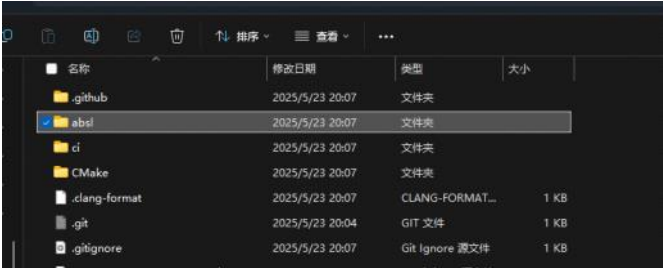 排序 查看
名称 修改日期 类型 大小
.github 2025/5/23 20:07 文件夹
absl 2025/5/23 20:07 文件夹
ci 2025/5/23 20:07 文件夹
CMake 2025/5/23 20:07 文件夹
.clang-format 2025/5/23 20:07 CLANG-FORMAT... 1 KB
.git 2025/5/23 20:04 GIT 文件 1 KB
.gitignore 2025/5/23 20:07 Git Ignore 源文件 1 KB